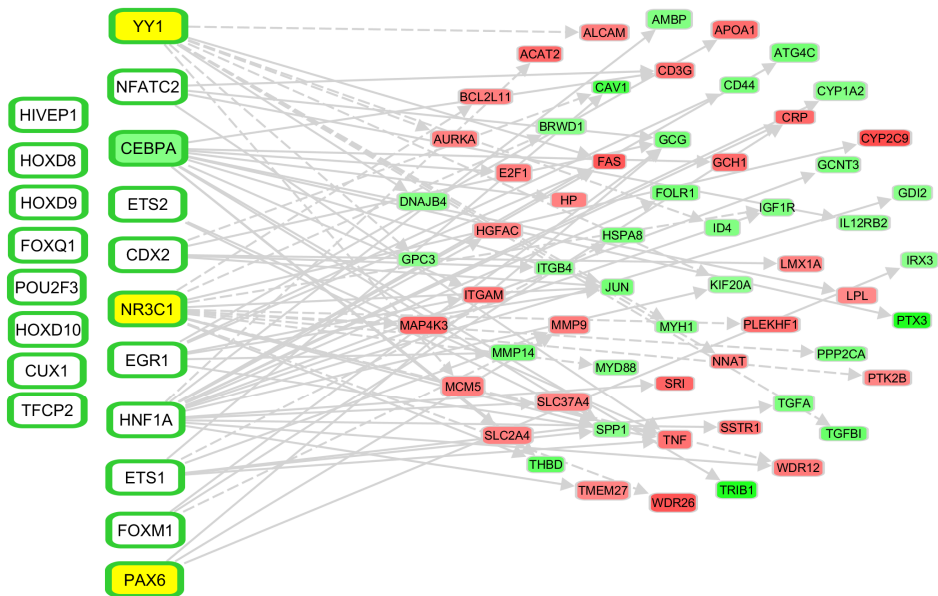 YY1
NFATC2
CEBPA
ETS2
CDX2
NR3C1
EGR1
HNF1A
ETS1
FOXM1
PAX6
HIVEP1
HOXD8
HOXD9
FOXQ1
POU2F3
HOXD10
CUX1
TFCP2
ALCAM
AMBP
APOA1
ACAT2
ATG4C
CD3G
BCL2L11
CAV1
CD44
CYP1A2
AURKA
BRWD1
GCG
CRP
CYP2C9
E2F1
FAS
GCH1
GCNT3
DNAJB4
HP
FOLR1
IGF1R
GDI2
HGFAC
HSPA8
ID4
IL12RB2
GPC3
ITGB4
LMX1A
IRX3
ITGAM
JUN
KIF20A
LPL
MAP4K3
MMP9
MYH1
PLEKHF1
PTX3
MMP14
MYD88
NNAT
PPP2CA
MCM5
SRI
PTK2B
SLC37A4
TGFA
SLC2A4
SPP1
TNF
SSTR1
TGFBI
THBD
WDR12
TMEM27
WDR26
TRIB1